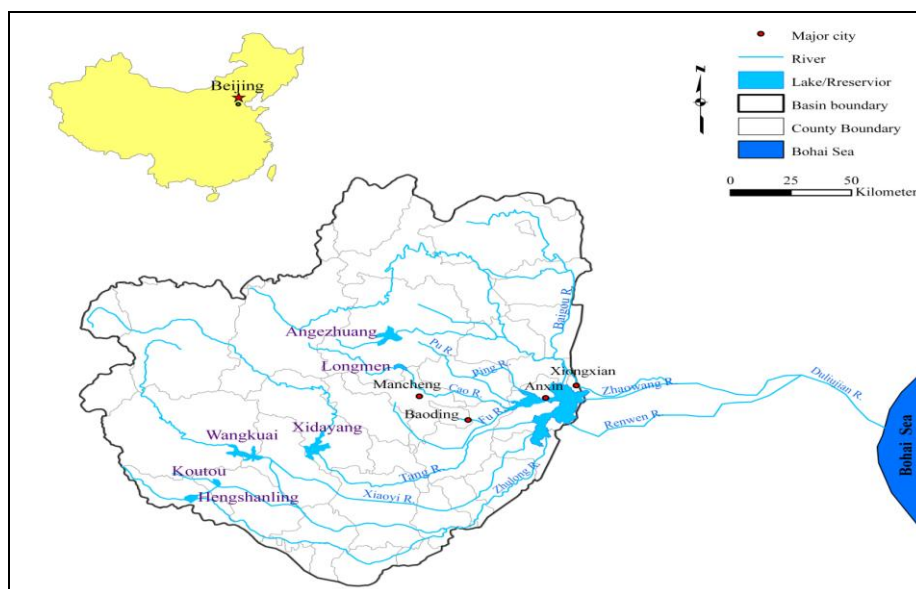 Beijing
Major city
River
Lake/Rreservior
Basin boundary
County Boundary
Bohai Sea
N
0 25 50
Kilometer
Angezhuang
Longmen
Mancheng
Baoding
Wangkuai
Xidayang
Koutou
Hengshanling
Baigou R.
Pu R.
Ping R.
Cao R.
Fu R.
Anxin
Xiongxian
Zhaowang R.
Renwen R.
Duliujian R.
Bohai Sea
Tang R.
Xiaoyi R.
Zhulong R.